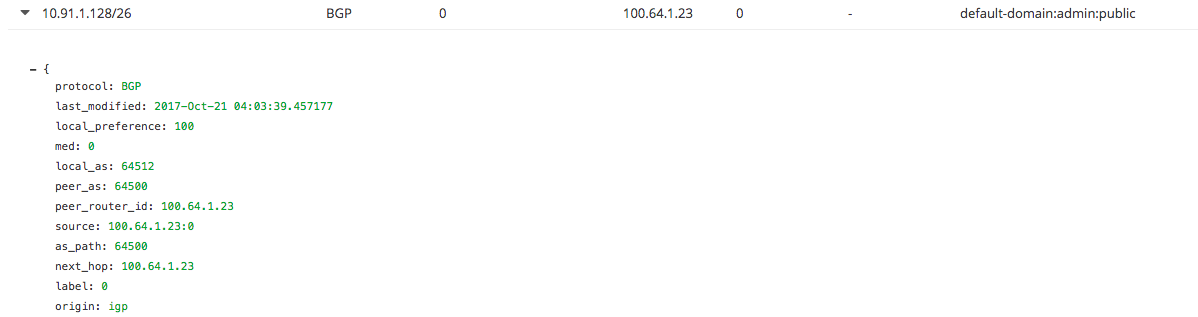 10.91.1.128/26 BGP 0 100.64.1.23 0 - default-domain:admin:public
– {
protocol: BGP
last_modified: 2017-Oct-21 04:03:39.457177
local_preference: 100
med: 0
local_as: 64512
peer_as: 64500
peer_router_id: 100.64.1.23
source: 100.64.1.23:0
as_path: 64500
next_hop: 100.64.1.23
label: 0
origin: igp